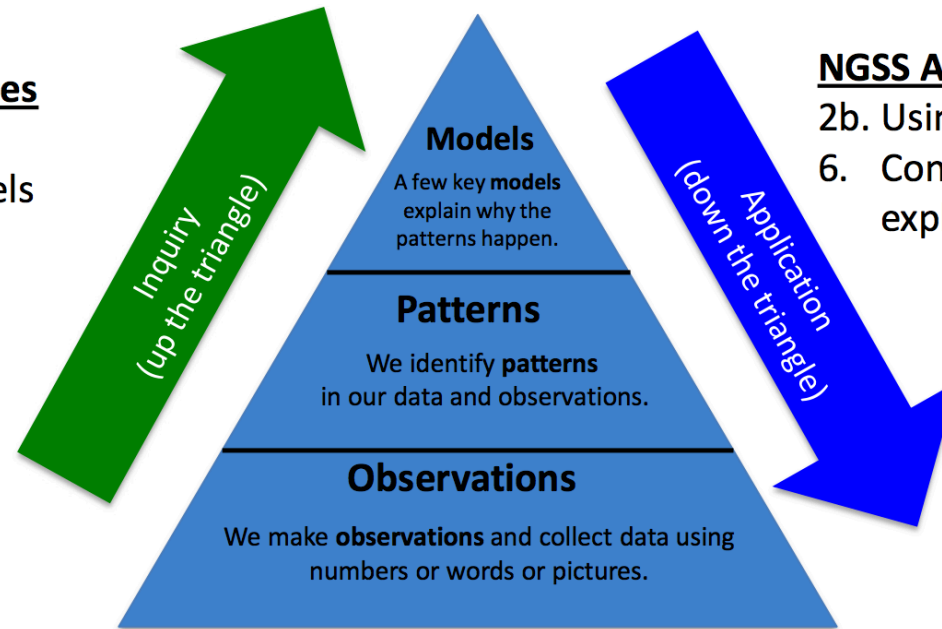 es
els
Inquiry
(up the triangle)
Models
A few key models
explain why the
patterns happen.
Patterns
We identify patterns
in our data and observations.
Observations
We make observations and collect data using
numbers or words or pictures.
Application
(down the triangle)
NGSS A
2b. Usin
6. Con
exp